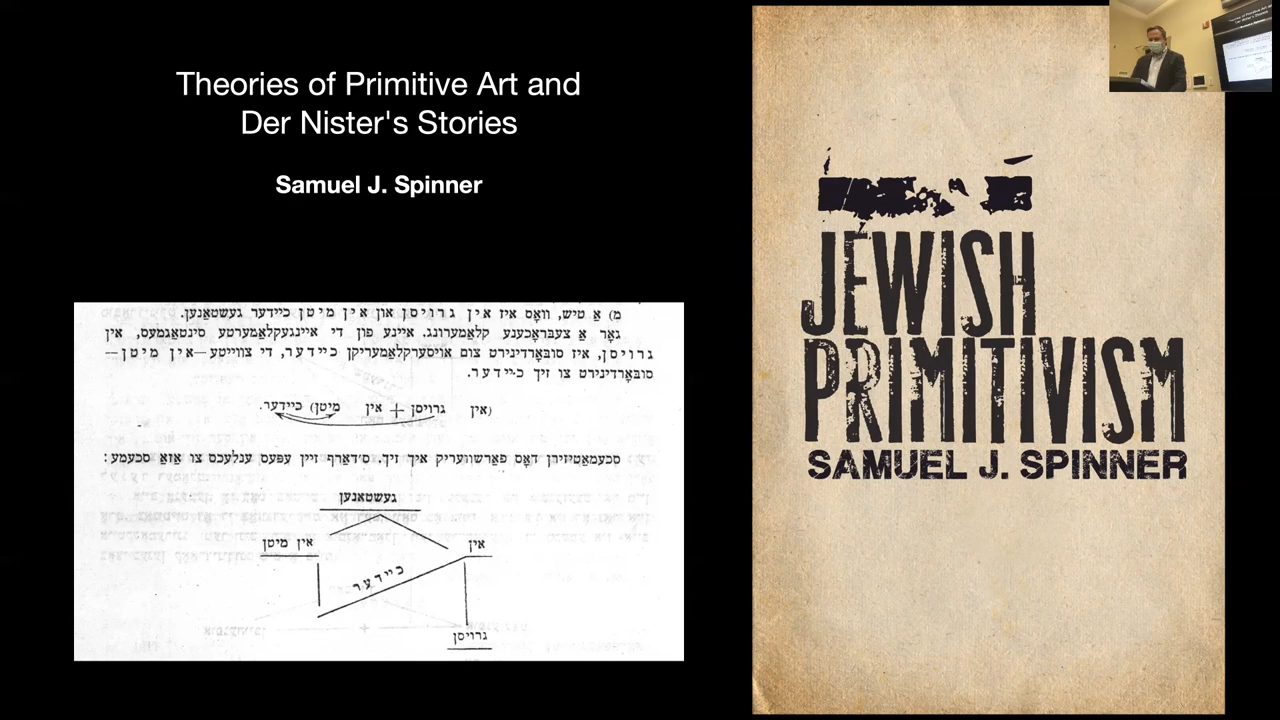 Theories of Primitive Art and
Der Nister's Stories
Samuel J. Spinner
מ) אַ טיש, וואָס איז אין גרויסן און אין מיטן כיידער געשטאַנען.
גאָר אַ צעבראָכענע קלאַמערונג. איינע פון די איינגעקלאַמערטע סינטאַגמעס, אין
גרויסן, איז סובאָרדינירט צום אויסערקלאַמעריקן כיידער, די צווייטע—אין מיטן—
סובאָרדינירט צו זיך כיידער.
(אין גרויסן + אין מיטן) כיידער.
סכעמאַטיזירן דאָס פאַרשווערִיק איך זיך. ס'דאַרף זיין עפּעס ענלעכס צו אַזאַ סכעמע:
געשטאַנען
אין מיטן
אין
כיידער
גרויסן
JEWISH
PRIMITIVISM
SAMUEL J. SPINNER